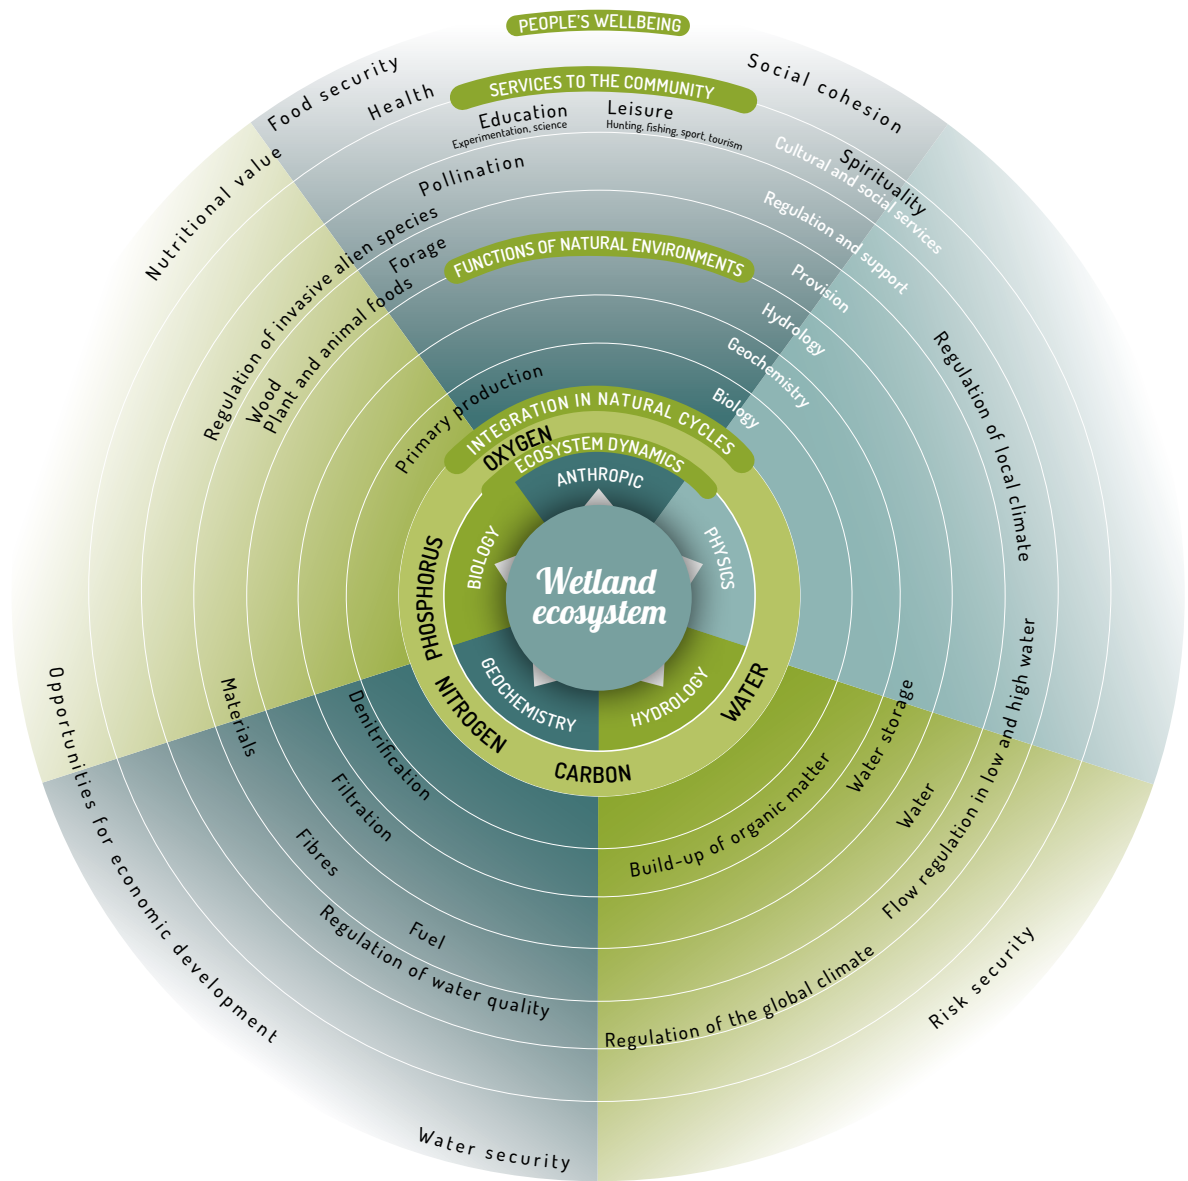 PEOPLE'S WELLBEING
Food security
Health
Social cohesion
Nutritional value
SERVICES TO THE COMMUNITY
Education
Experimentation, science
Leisure
Hunting, fishing, sport, tourism
Spirituality
Cultural and social services
Pollination
Regulation of invasive alien species
Regulation and support
Forage
Wood
Plant and animal foods
Provision
FUNCTIONS OF NATURAL ENVIRONMENTS
Hydrology
Geochemistry
Biology
Primary production
Regulation of local climate
INTEGRATION IN NATURAL CYCLES
OXYGEN
PHOSPHORUS
NITROGEN
CARBON
WATER
ECOSYSTEM DYNAMICS
ANTHROPIC
BIOLOGY
PHYSICS
GEOCHEMISTRY
HYDROLOGY
Wetland
ecosystem
Opportunities for economic development
Materials
Denitrification
Filtration
Fibres
Fuel
Regulation of water quality
Water security
Build-up of organic matter
Water storage
Water
Flow regulation in low and high water
Regulation of the global climate
Risk security